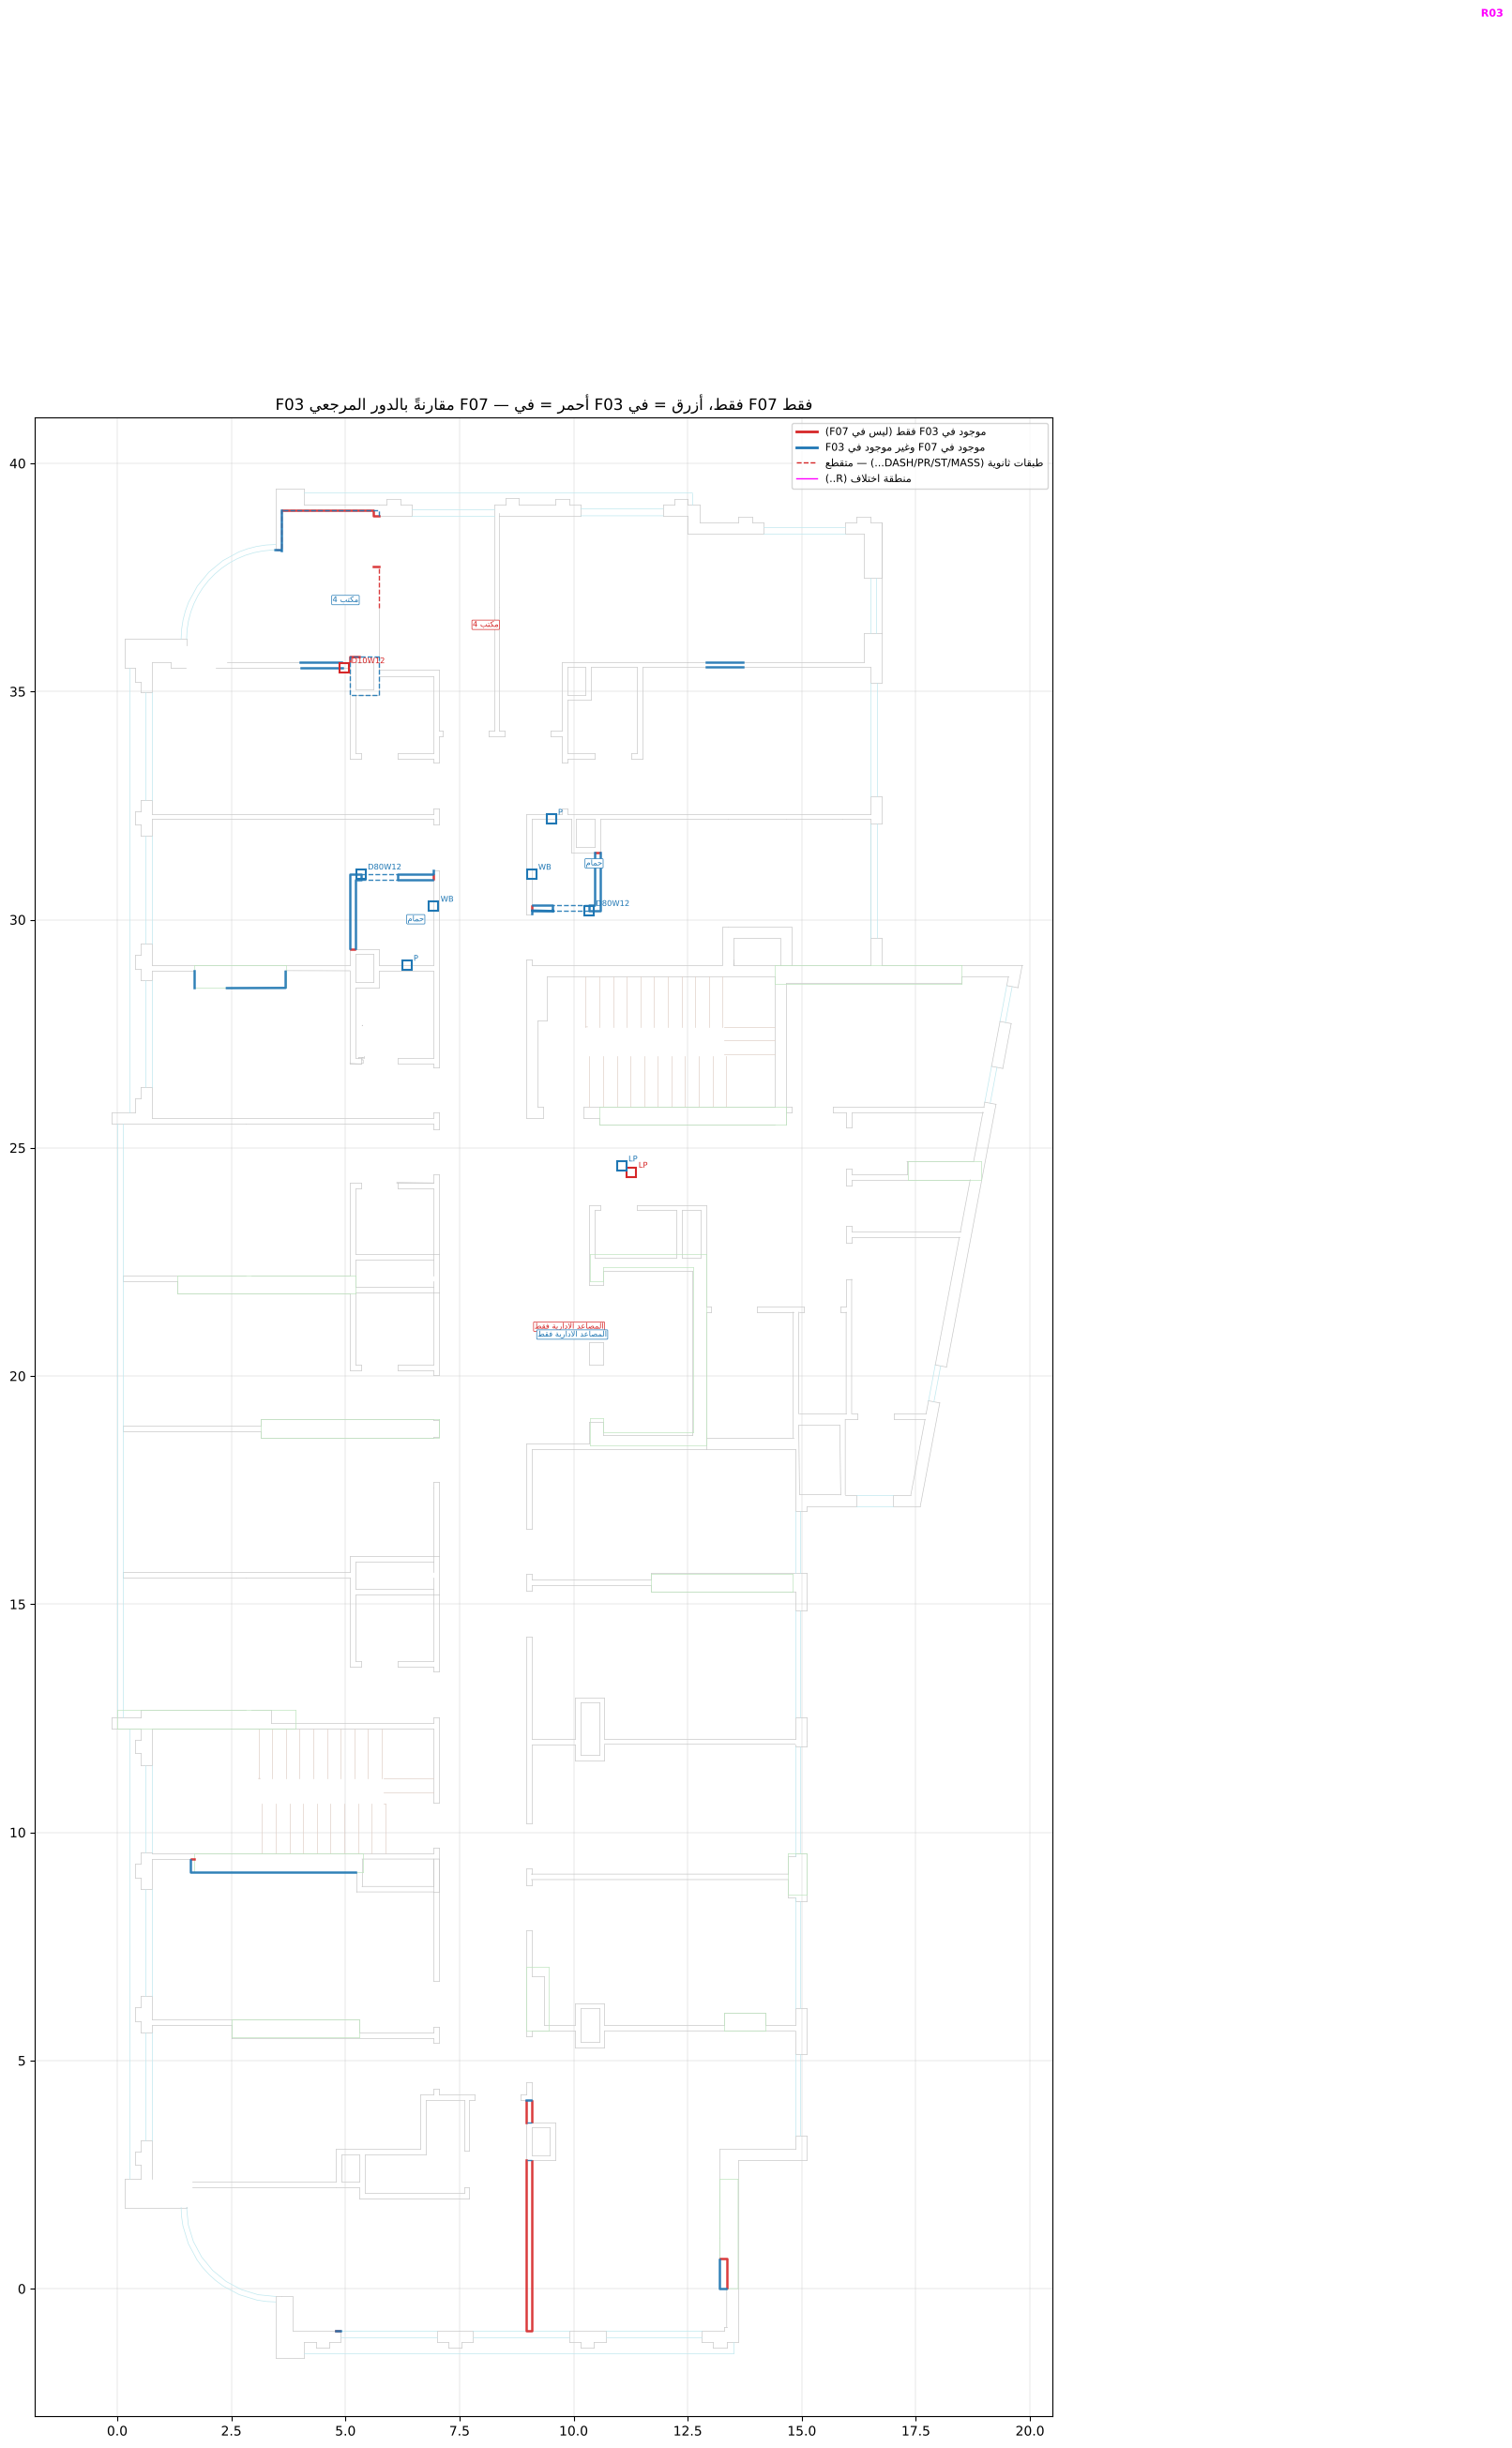 R03
فقط F07 فقط، أزرق = في F03 أحمر = في — F07 مقارنةً بالدور المرجعي F03
موجود في F03 فقط (ليس في F07)
موجود في F07 وغير موجود في F03
طبقات ثانوية (DASH/PR/ST/MASS...) — متقطع
منطقة اختلاف (R..)
40
مكتب 4
مكتب 4
D10W12
35
P
حمام
D80W12
WB
WB
D80W12
30
حمام
P
25
LP
LP
المصاعد الادارية فقط
المصاعد الادارية فقط
20
15
10
5
0
0.0
2.5
5.0
7.5
10.0
12.5
15.0
17.5
20.0